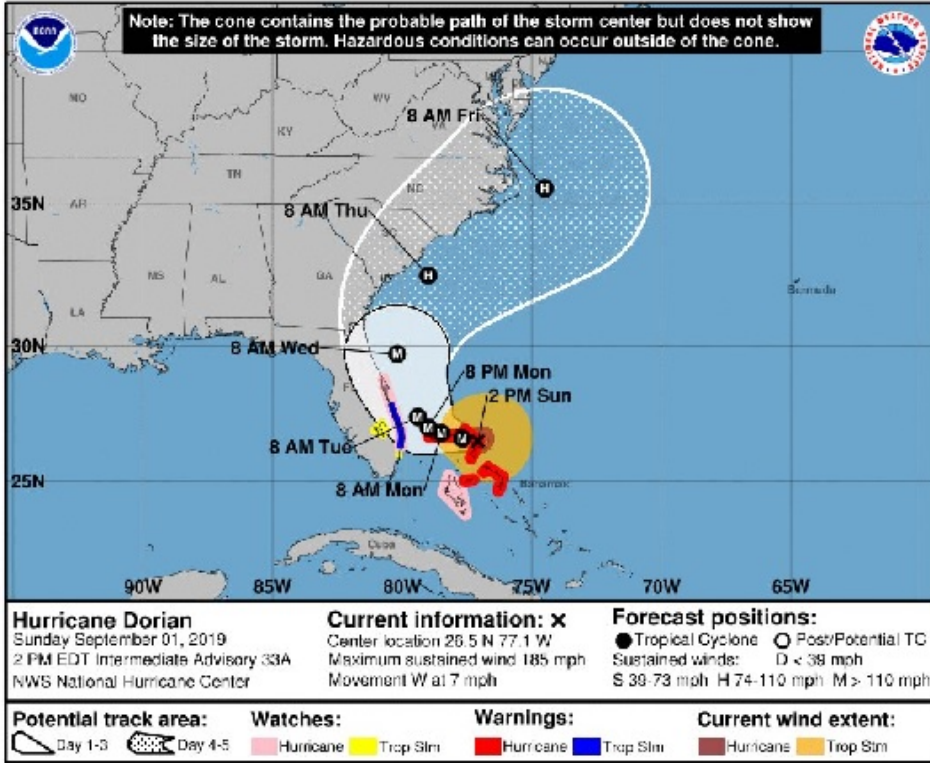 Note: The cone contains the probable path of the storm center but does not show
the size of the storm. Hazardous conditions can occur outside of the cone.
NOAA
MO
KY
WV
VA
8 AM Fri
TN
NC
35N
AR
8 AM Thu
SC
MS
AL
GA
LA
Bermuda
30N
8 AM Wed
8 PM Mon
2 PM Sun
8 AM Tue
8 AM Mon
25N
Bahamas
Cuba
90W
85W
80W
75W
70W
65W
H
H
M
M
M
M
M
Hurricane Dorian
Sunday September 01, 2019
2 PM EDT Intermediate Advisory 33A
NWS National Hurricane Center
Current information: x
Center location 26.5 N 77.1 W
Maximum sustained wind 185 mph
Movement W at 7 mph
Forecast positions:
Tropical Cyclone Post/Potential TC
Sustained winds: D < 39 mph
S 39-73 mph H 74-110 mph M > 110 mph
Potential track area:
Day 1-3 Day 4-5
Watches:
Hurricane Trop Stm
Warnings:
Hurricane Trop Stm
Current wind extent:
Hurricane Trop Stm